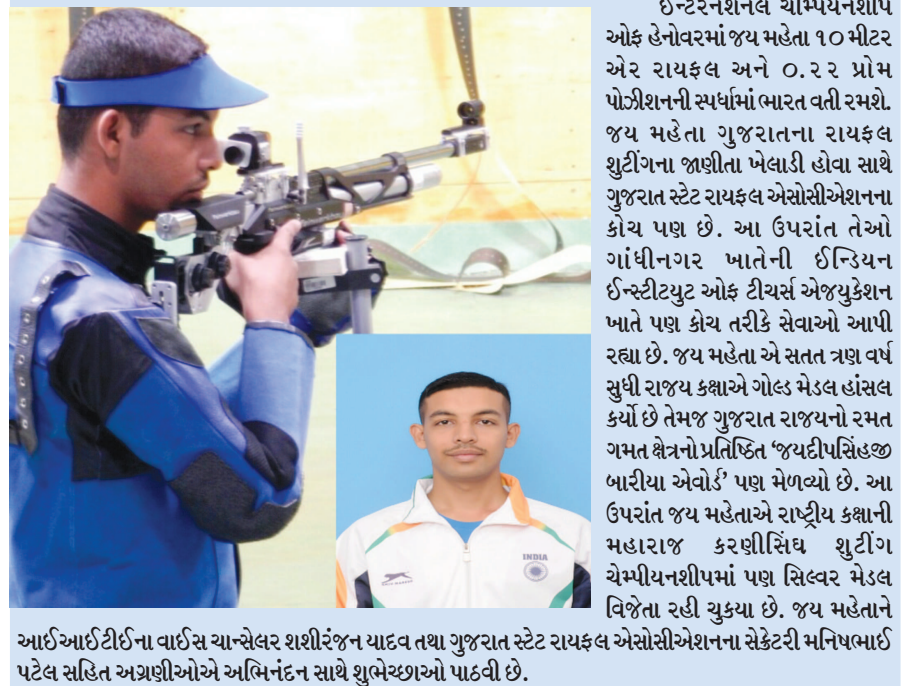 ઈન્ટરનેશનલ ચેમ્પિયનશીપ
ઓફ હેનોવરમાં જય મહેતા ૧૦ મીટર
એર રાયફલ અને ૦.૨૨ પ્રોમ
પોઝીશનની સ્પર્ધામાં ભારત વતી રમશે.
જય મહેતા ગુજરાતના રાયફલ
શુટીંગના જાણીતા ખેલાડી હોવા સાથે
ગુજરાત સ્ટેટ રાયફલ એસોસીએશનના
કોચ પણ છે. આ ઉપરાંત તેઓ
ગાંધીનગર ખાતેની ઈન્ડિયન
ઈન્સ્ટીટયુટ ઓફ ટીચર્સ એજયુકેશન
ખાતે પણ કોચ તરીકે સેવાઓ આપી
રહ્યા છે. જય મહેતા એ સતત ત્રણ વર્ષ
સુધી રાજય કક્ષાએ ગોલ્ડ મેડલ હાંસલ
કર્યો છે તેમજ ગુજરાત રાજયનો રમત
ગમત ક્ષેત્રનો પ્રતિષ્ઠિત ‘જયદીપસિંહજી
બારીયા એવોર્ડ’ પણ મેળવ્યો છે. આ
ઉપરાંત જય મહેતાએ રાષ્ટ્રીય કક્ષાની
મહારાજ કરણીસિંઘ શુટીંગ
ચેમ્પીયનશીપમાં પણ સિલ્વર મેડલ
વિજેતા રહી ચુકયા છે. જય મહેતાને
આઈઆઈટીઈના વાઈસ ચાન્સેલર શશીરંજન યાદવ તથા ગુજરાત સ્ટેટ રાયફલ એસોસીએશનના સેક્રેટરી મનિષભાઈ
પટેલ સહિત અગ્રણીઓએ અભિનંદન સાથે શુભેચ્છાઓ પાઠવી છે.
INDIA